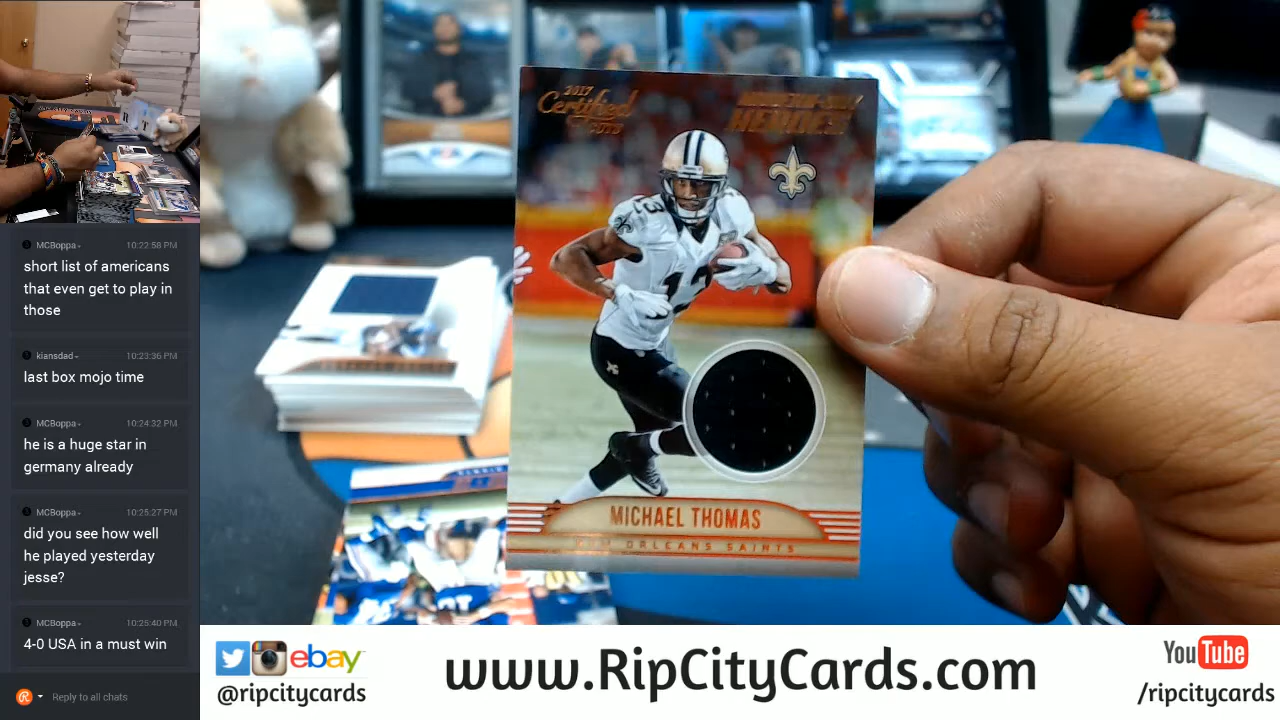 MCBoppa 10:22:58 PM
short list of americans
that even get to play in
those
kiansdad 10:23:36 PM
last box mojo time
MCBoppa 10:24:32 PM
he is a huge star in
germany already
MCBoppa 10:25:27 PM
did you see how well
he played yesterday
jesse?
MCBoppa 10:25:40 PM
4-0 USA in a must win
Reply to all chats
2017
Certified
CUTS
HEROES
13
13
MICHAEL THOMAS
NEW ORLEANS SAINTS
ebay
@ripcitycards
www.RipCityCards.com
YouTube
/ripcitycards